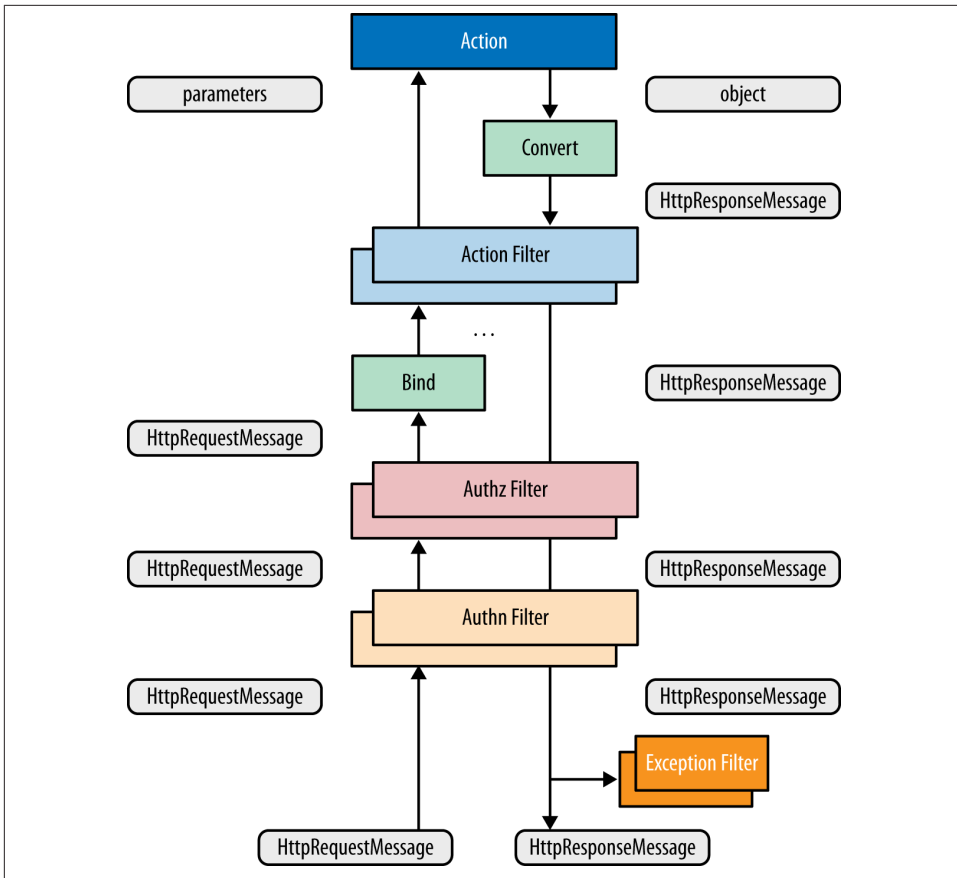 Action
parameters
object
Convert
HttpResponseMessage
Action Filter
...
Bind
HttpResponseMessage
HttpRequestMessage
Authz Filter
HttpRequestMessage
HttpResponseMessage
Authn Filter
HttpRequestMessage
HttpResponseMessage
Exception Filter
HttpRequestMessage
HttpResponseMessage